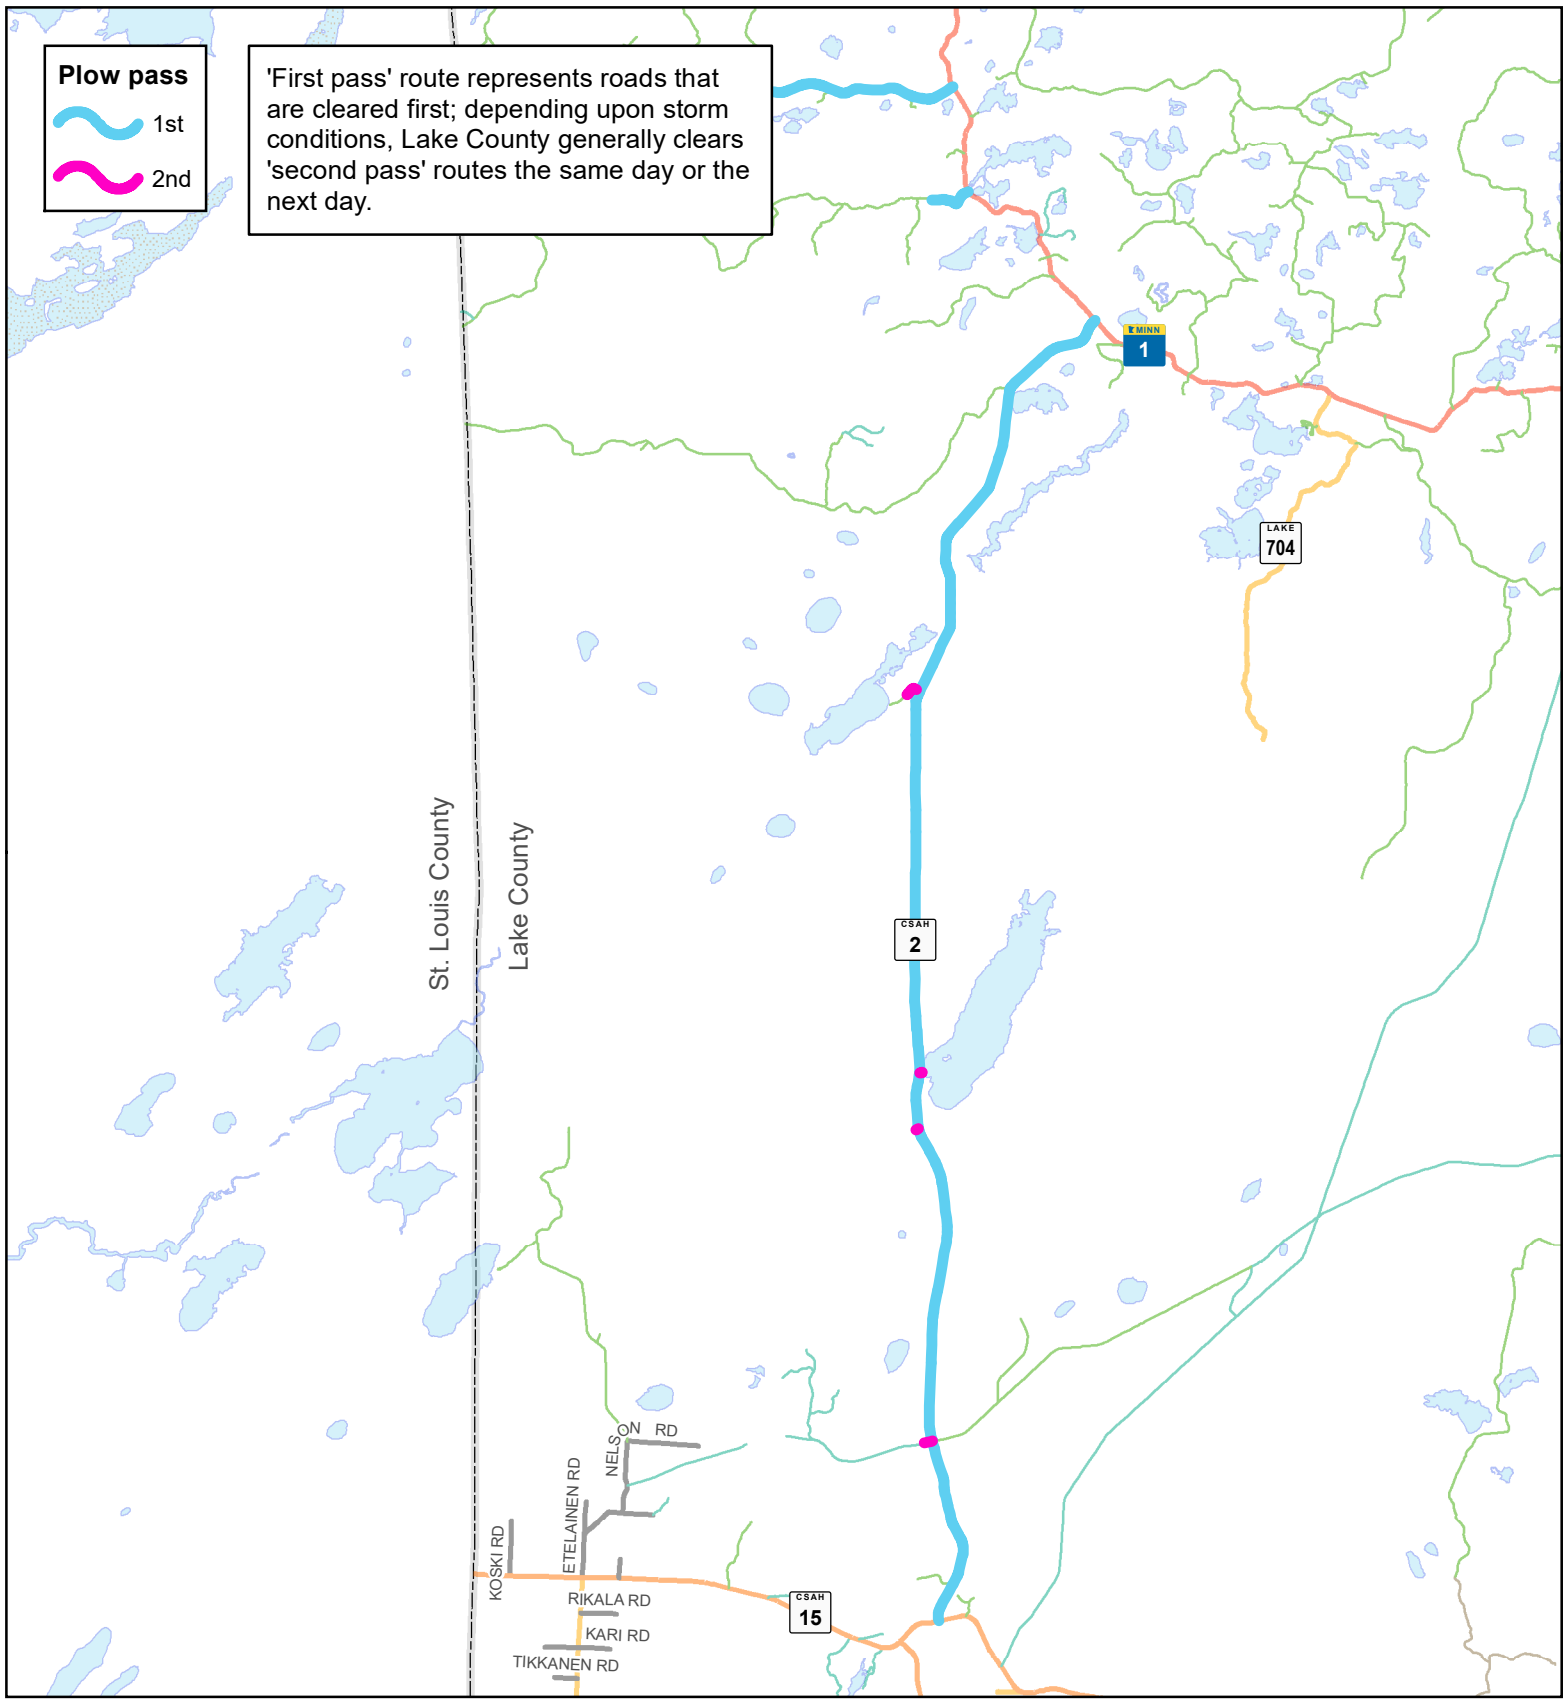 Plow pass
1st
2nd
'First pass' route represents roads that
are cleared first; depending upon storm
conditions, Lake County generally clears
'second pass' routes the same day or the
next day.
MINN
1
LAKE
704
St. Louis County
Lake County
CSAH
2
NELSON RD
ETELAINEN RD
KOSKI RD
RIKALA RD
CSAH
15
KARI RD
TIKKANEN RD